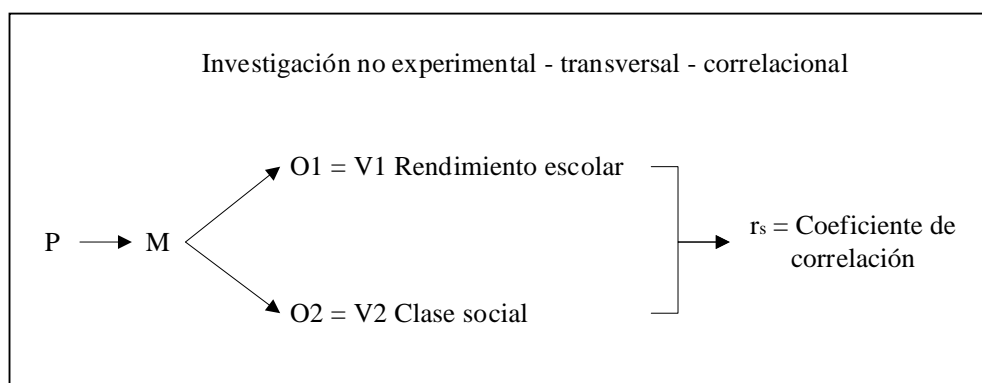 Investigación no experimental - transversal - correlacional
O1 = V1 Rendimiento escolar
P
M
rs = Coeficiente de
correlación
O2 = V2 Clase social